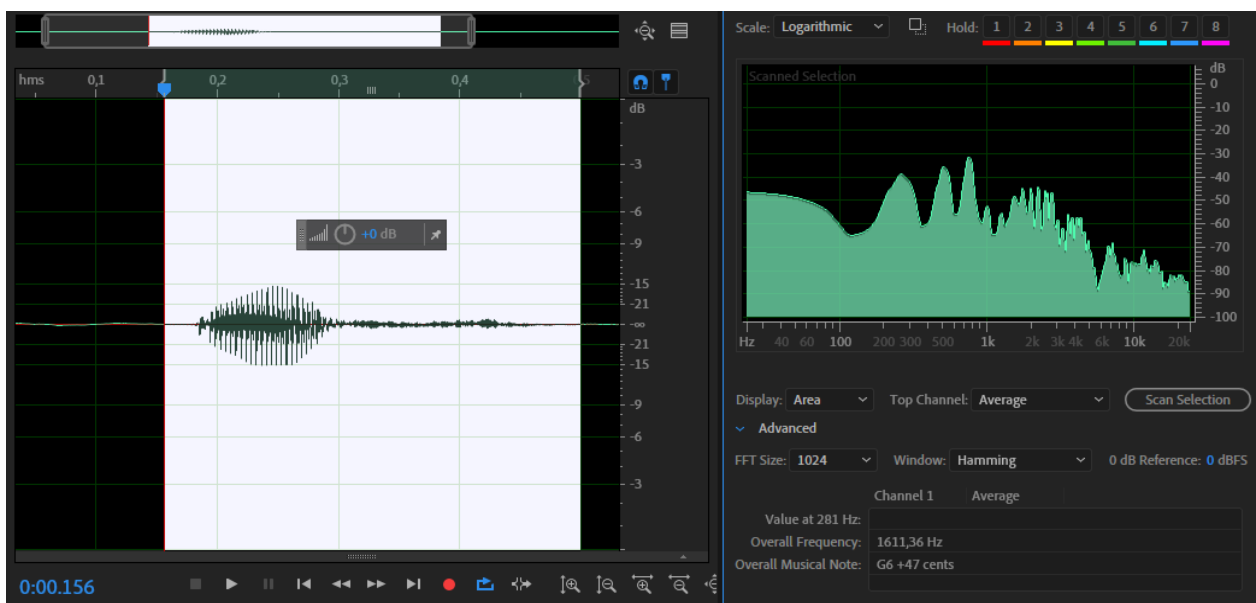 Scale: Logarithmic Hold: 1 2 3 4 5 6 7 8
hms 0,1 0,2 0,3 0,4
dB
-3
-6
-9
-15
-21
-∞
-21
-15
-9
-6
-3
+0 dB
0:00.156
Scanned Selection
dB
0
-10
-20
-30
-40
-50
-60
-70
-80
-90
-100
Hz 40 60 100 200 300 500 1k 2k 3k 4k 6k 10k 20k
Display: Area Top Channel: Average Scan Selection
Advanced
FFT Size: 1024 Window: Hamming 0 dB Reference: 0 dBFS
Channel 1 Average
Value at 281 Hz:
Overall Frequency: 1611,36 Hz
Overall Musical Note: G6 +47 cents